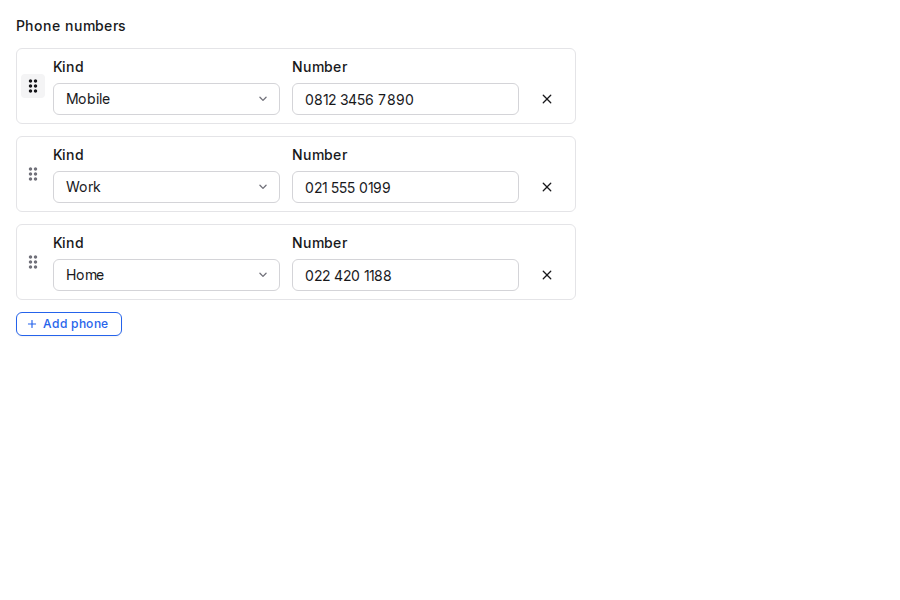 Phone numbers
Kind Number
Mobile 0812 3456 7890
Kind Number
Work 021 555 0199
Kind Number
Home 022 420 1188
Add phone